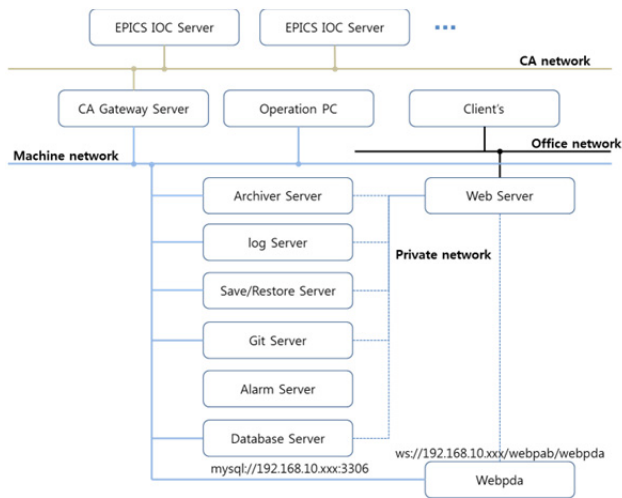 EPICS IOC Server
EPICS IOC Server
CA network
CA Gateway Server
Operation PC
Client's
Office network
Machine network
Archiver Server
Web Server
log Server
Private network
Save/Restore Server
Git Server
Alarm Server
Database Server
ws://192.168.10.xxx/webpab/webpda
mysql://192.168.10.xxx:3306
Webpda